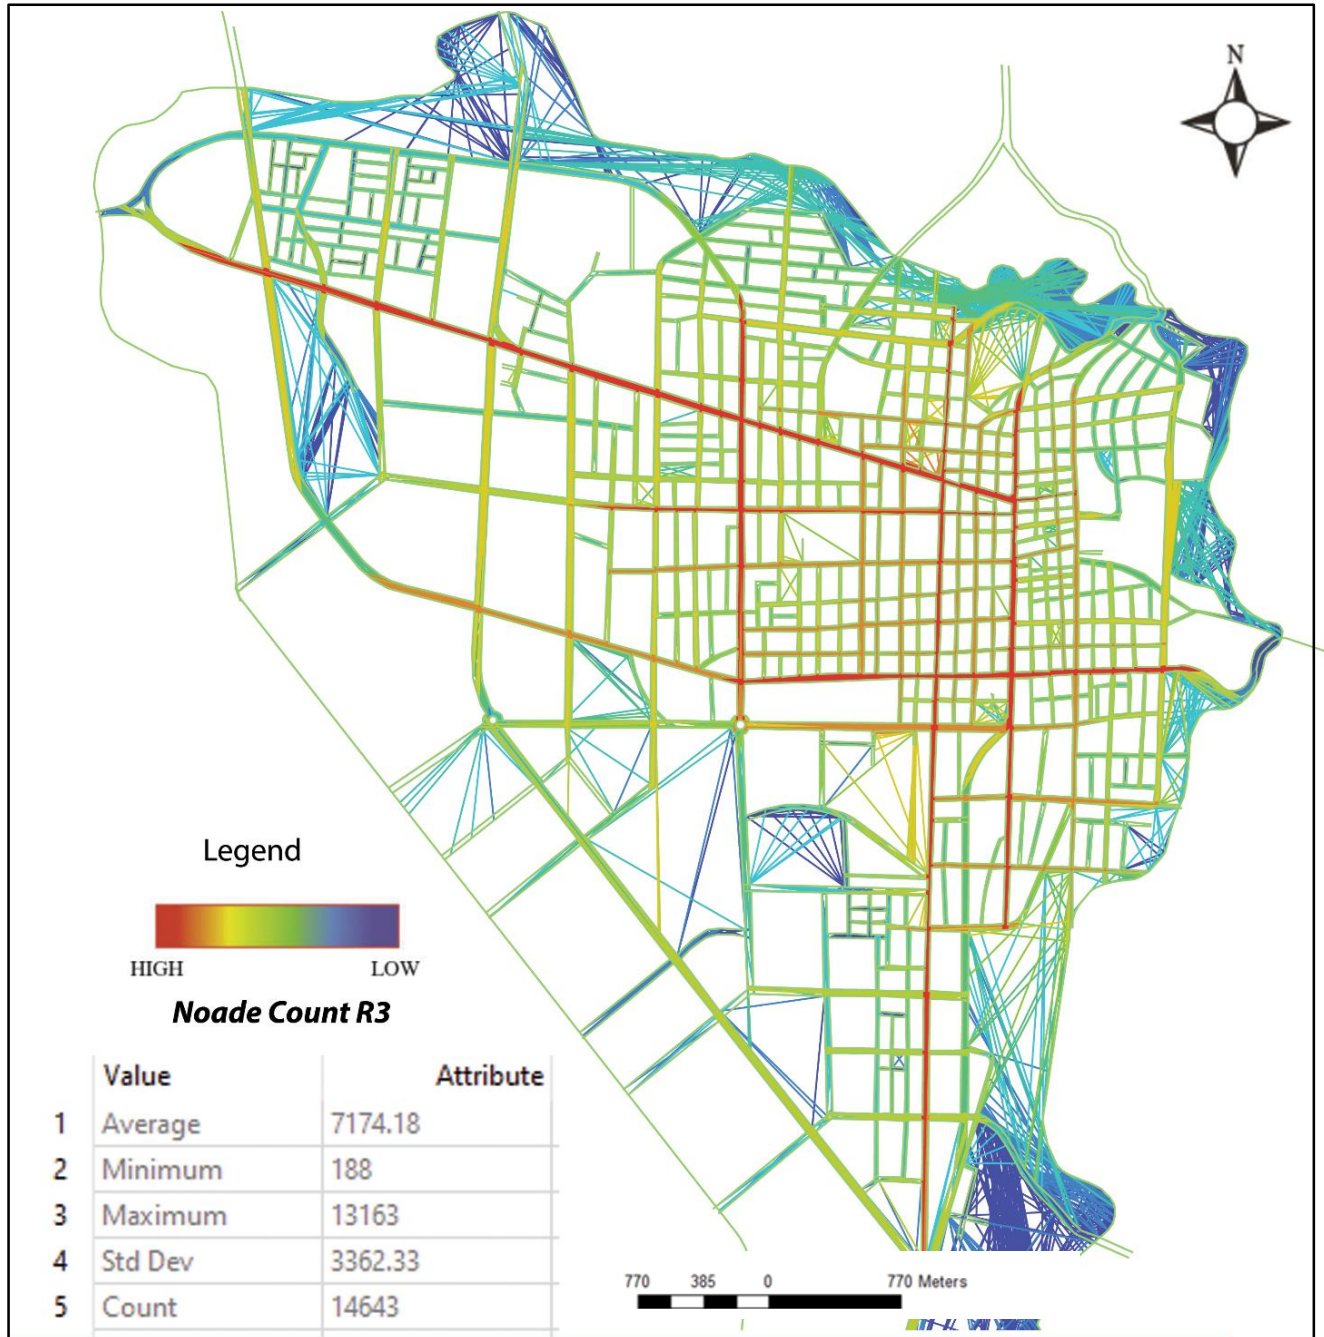 N
Legend
HIGH LOW
Noade Count R3
Value Attribute
1 Average 7174.18
2 Minimum 188
3 Maximum 13163
4 Std Dev 3362.33
5 Count 14643
770 385 0 770 Meters